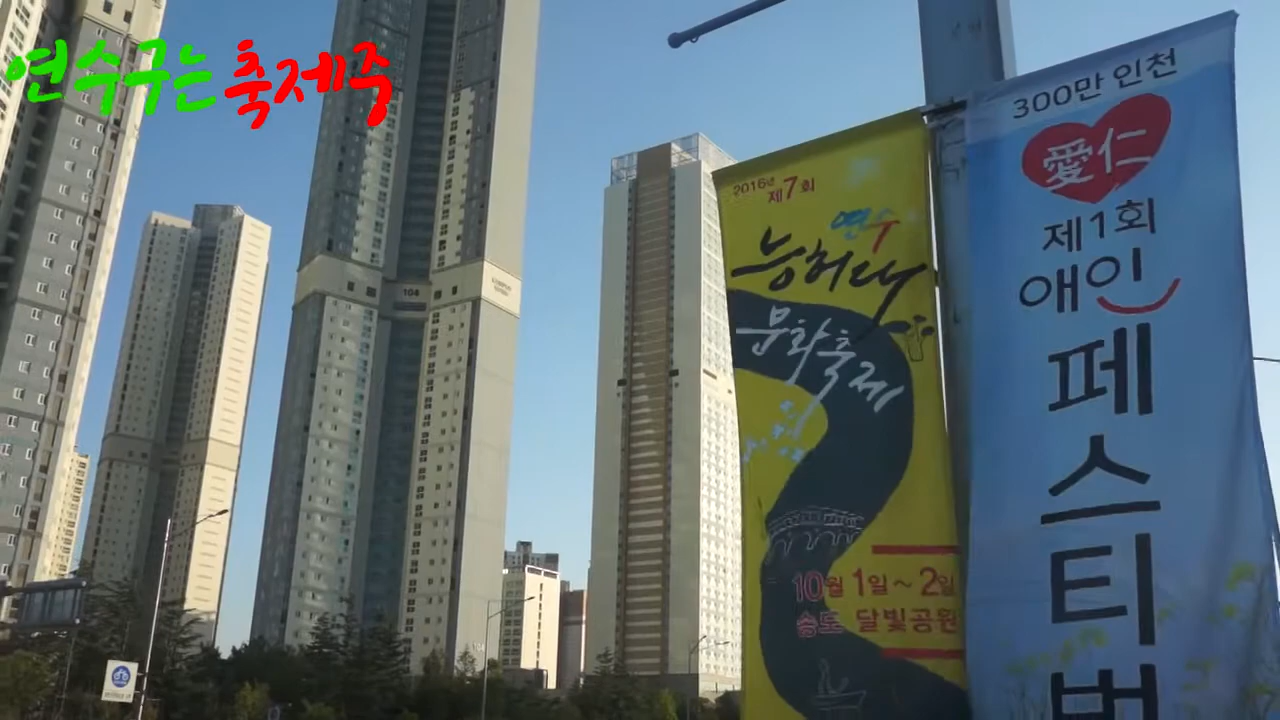 연수구는 축제중
2016년
제7회
연수
능허대
문화축제
10월 1일~2일
송도 달빛공원
300만 인천
愛仁
제1회
애인
페스티벌
104